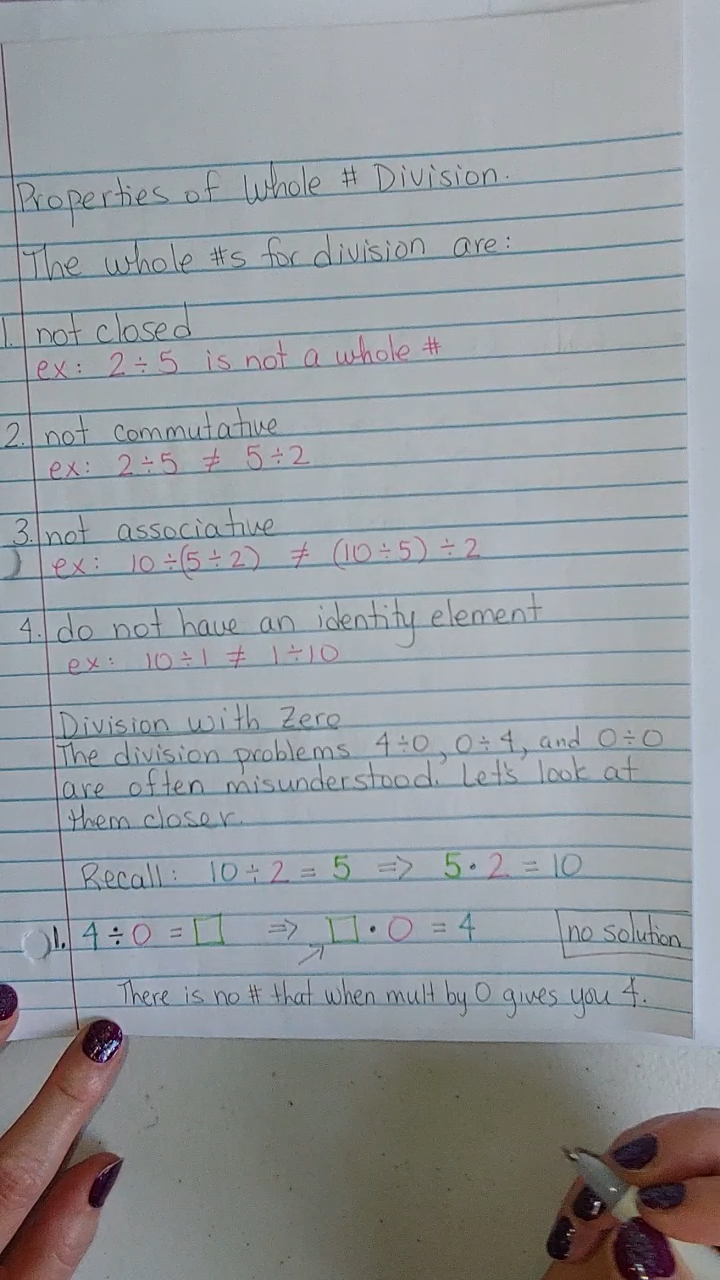 Properties of Whole # Division.
The whole #s for division are:
1. not closed
ex: 2 ÷ 5 is not a whole #
2. not commutative
ex: 2 ÷ 5 ≠ 5 ÷ 2
3. not associative
ex: 10 ÷ (5 ÷ 2) ≠ (10 ÷ 5) ÷ 2
4. do not have an identity element
ex: 10 ÷ 1 ≠ 1 ÷ 10
Division with Zero
The division problems 4 ÷ 0, 0 ÷ 4, and 0 ÷ 0
are often misunderstood. Let's look at
them closer.
Recall: 10 ÷ 2 = 5 => 5 · 2 = 10
1. 4 ÷ 0 = □ => □ · 0 = 4 no solution
There is no # that when mult by 0 gives you 4.